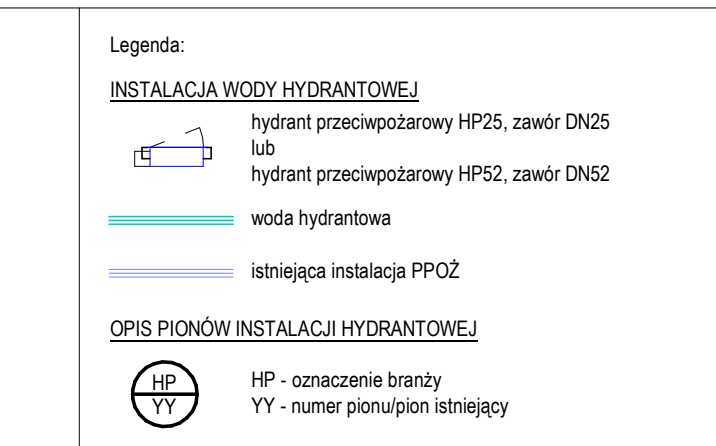 Legenda:
INSTALACJA WODY HYDRANTOWEJ
hydrant przeciwpożarowy HP25, zawór DN25
lub
hydrant przeciwpożarowy HP52, zawór DN52
woda hydrantowa
istniejąca instalacja PPOŻ
OPIS PIONÓW INSTALACJI HYDRANTOWEJ
HP
YY
HP - oznaczenie branży
YY - numer pionu/pion istniejący